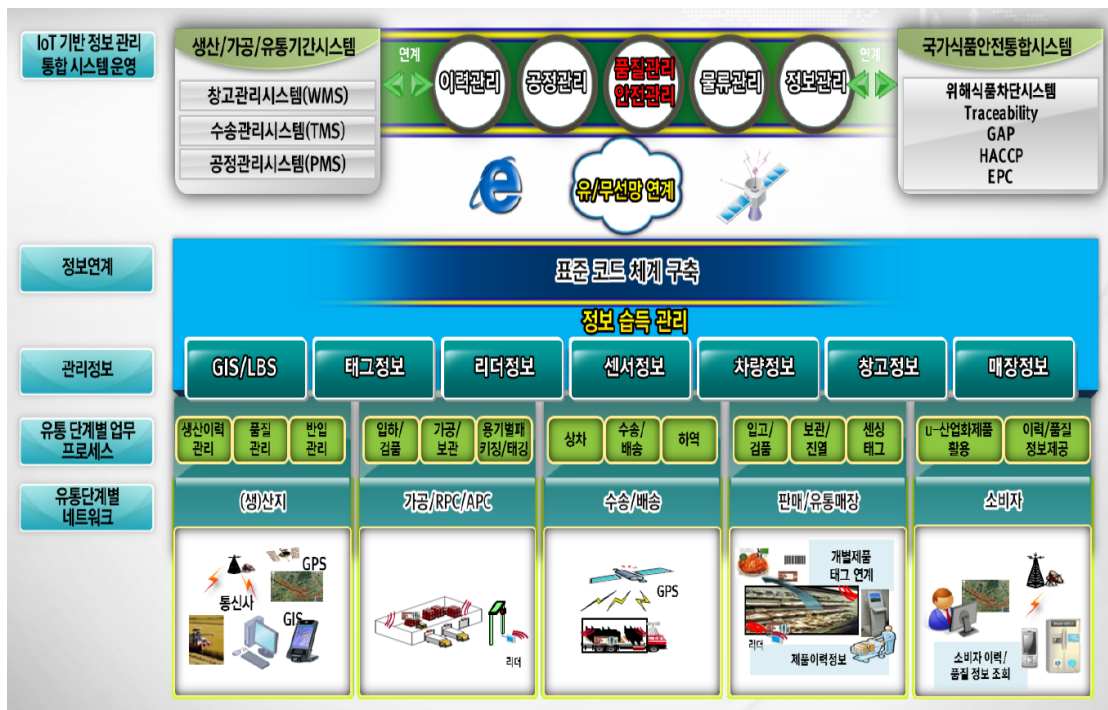 IoT 기반 정보 관리
통합 시스템 운영
생산/가공/유통기간시스템
창고관리시스템(WMS)
수송관리시스템(TMS)
공정관리시스템(PMS)
연계
이력관리
공정관리
품질관리
안전관리
물류관리
정보관리
연계
국가식품안전통합시스템
위해식품차단시스템
Traceability
GAP
HACCP
EPC
유/무선망 연계
정보연계
표준 코드 체계 구축
정보 습득 관리
관리정보
GIS/LBS
태그정보
리더정보
센서정보
차량정보
창고정보
매장정보
유통 단계별 업무
프로세스
생산이력
관리
품질
관리
반입
관리
입하/
검품
가공/
보관
용기별패
키징/태깅
상차
수송/
배송
하역
입고/
검품
보관/
진열
센싱
태그
u-산업화제품
활용
이력/품질
정보제공
유통단계별
네트워크
(생)산지
가공/RPC/APC
수송/배송
판매/유통매장
소비자
GPS
통신사
GIS
리더
GPS
개별제품
태그 연계
리더
제품이력정보
소비자 이력/
품질 정보 조회